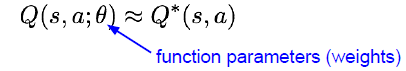 Q(s, a; θ) ≈ Q*(s, a)
function parameters (weights)